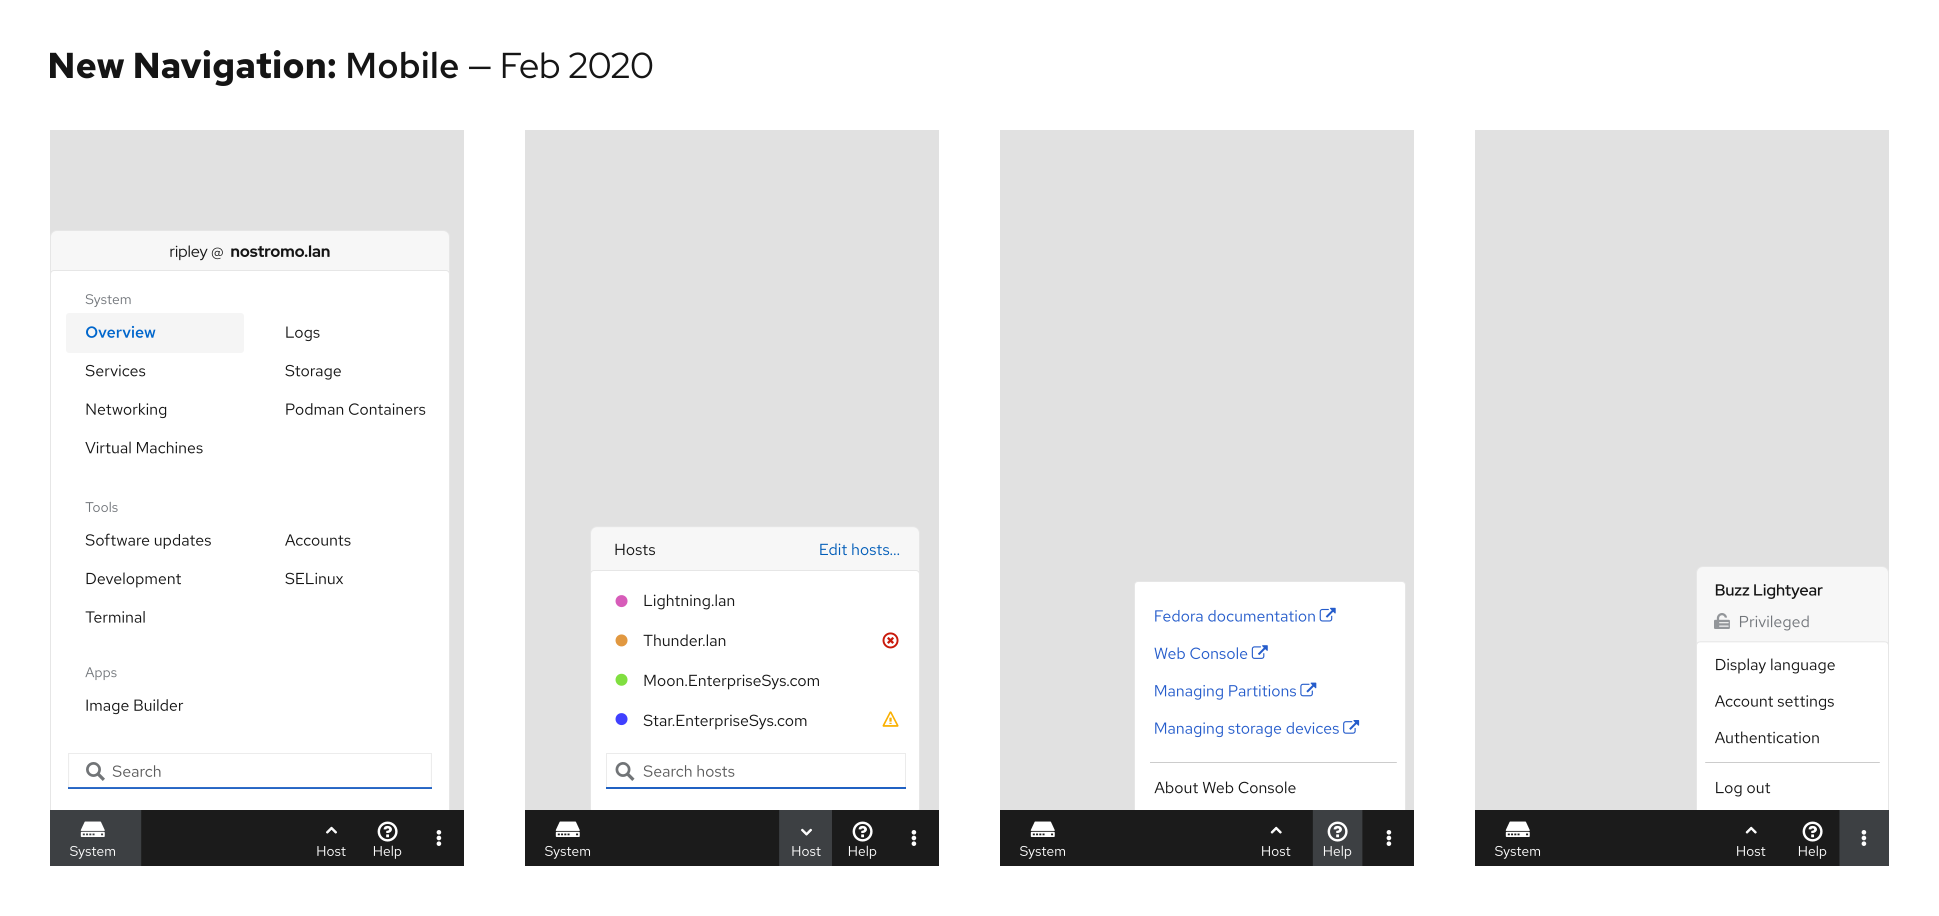 New Navigation: Mobile – Feb 2020
ripley @ nostromo.lan
System
Overview
Logs
Services
Storage
Networking
Podman Containers
Virtual Machines
Tools
Software updates
Accounts
Development
SELinux
Terminal
Apps
Image Builder
Search
System
Host
Help
Hosts
Edit hosts...
Lightning.lan
Thunder.lan
Moon.EnterpriseSys.com
Star.EnterpriseSys.com
Search hosts
System
Host
Help
Fedora documentation
Web Console
Managing Partitions
Managing storage devices
About Web Console
System
Host
Help
Buzz Lightyear
Privileged
Display language
Account settings
Authentication
Log out
System
Host
Help